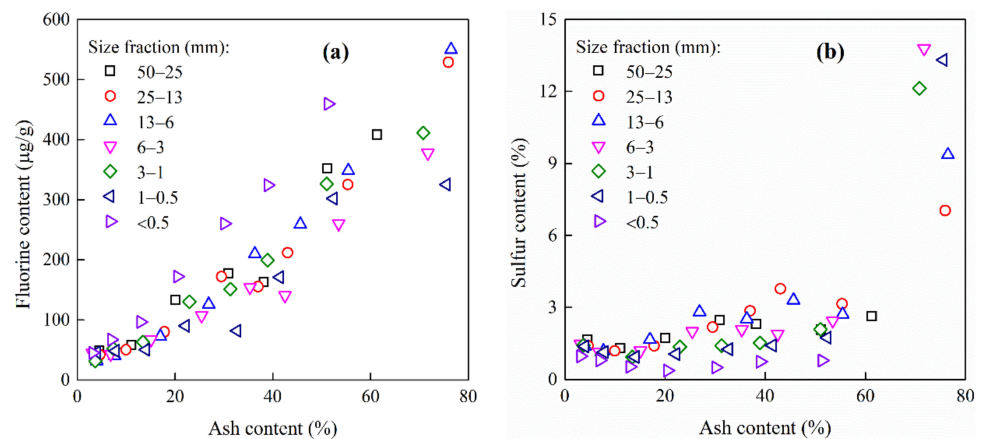 600
500
400
300
200
100
0
Fluorine content (μg/g)
Size fraction (mm):
50–25
25–13
13–6
6–3
3–1
1–0.5
<0.5
(a)
0 20 40 60 80
Ash content (%)
15
12
9
6
3
0
Sulfur content (%)
Size fraction (mm):
50–25
25–13
13–6
6–3
3–1
1–0.5
<0.5
(b)
0 20 40 60 80
Ash content (%)